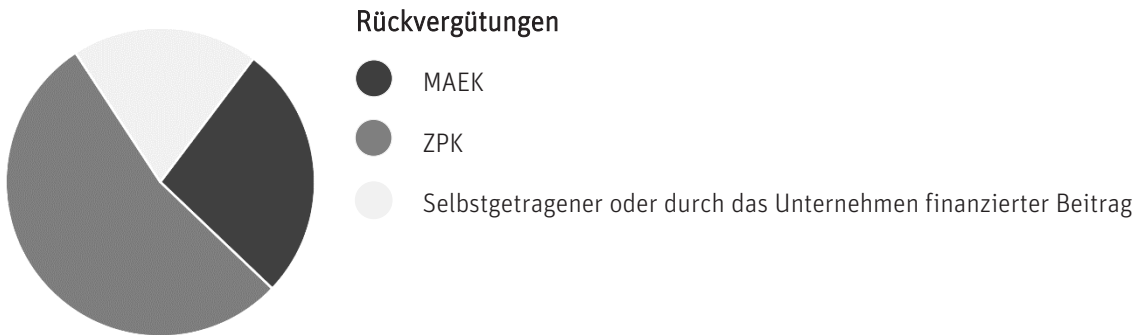 Rückvergütungen
MAEK
ZPK
Selbstgetragener oder durch das Unternehmen finanzierter Beitrag